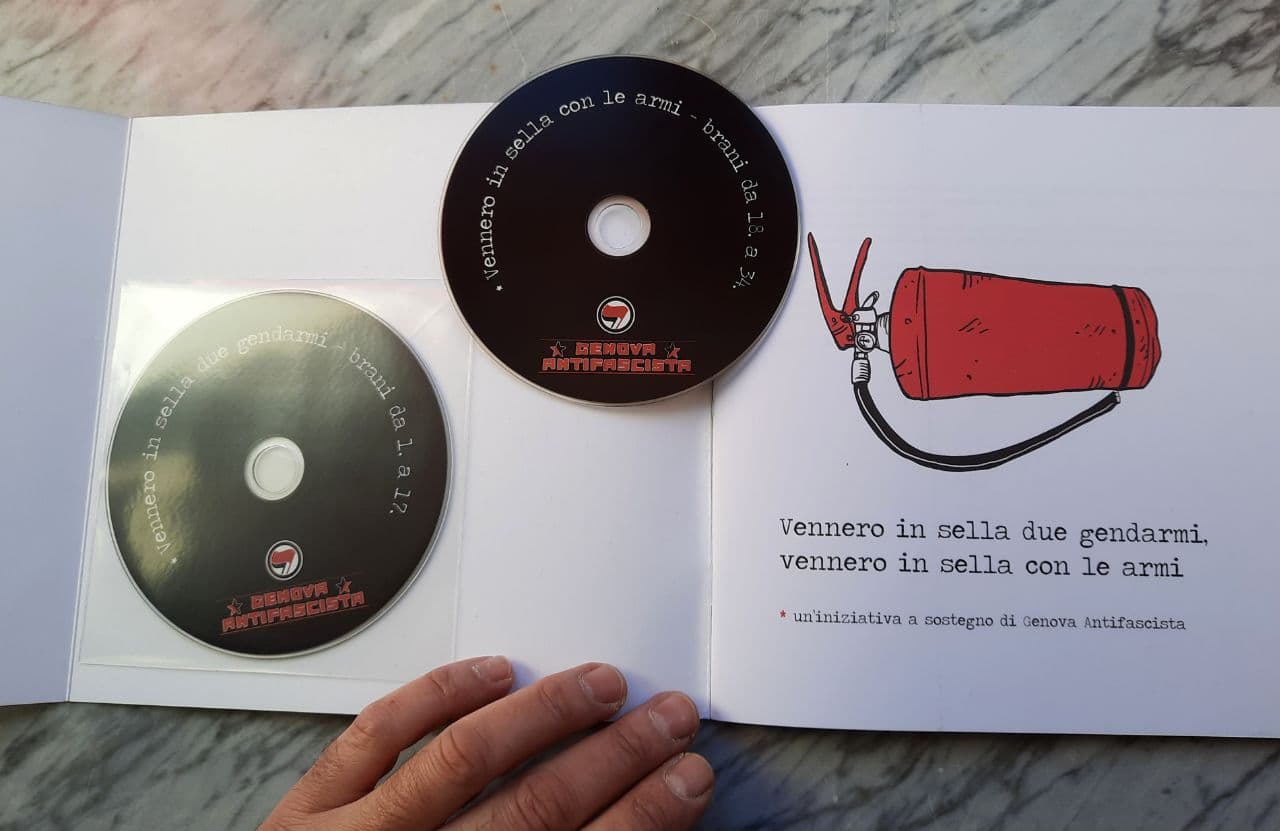 * Vennero in sella due gendarmi - brani da 1. a 17.
GENOVA
ANTIFASCISTA
* Vennero in sella con le armi - brani da 18. a 34.
GENOVA
ANTIFASCISTA
Vennero in sella due gendarmi,
vennero in sella con le armi
* un'iniziativa a sostegno di Genova Antifascista